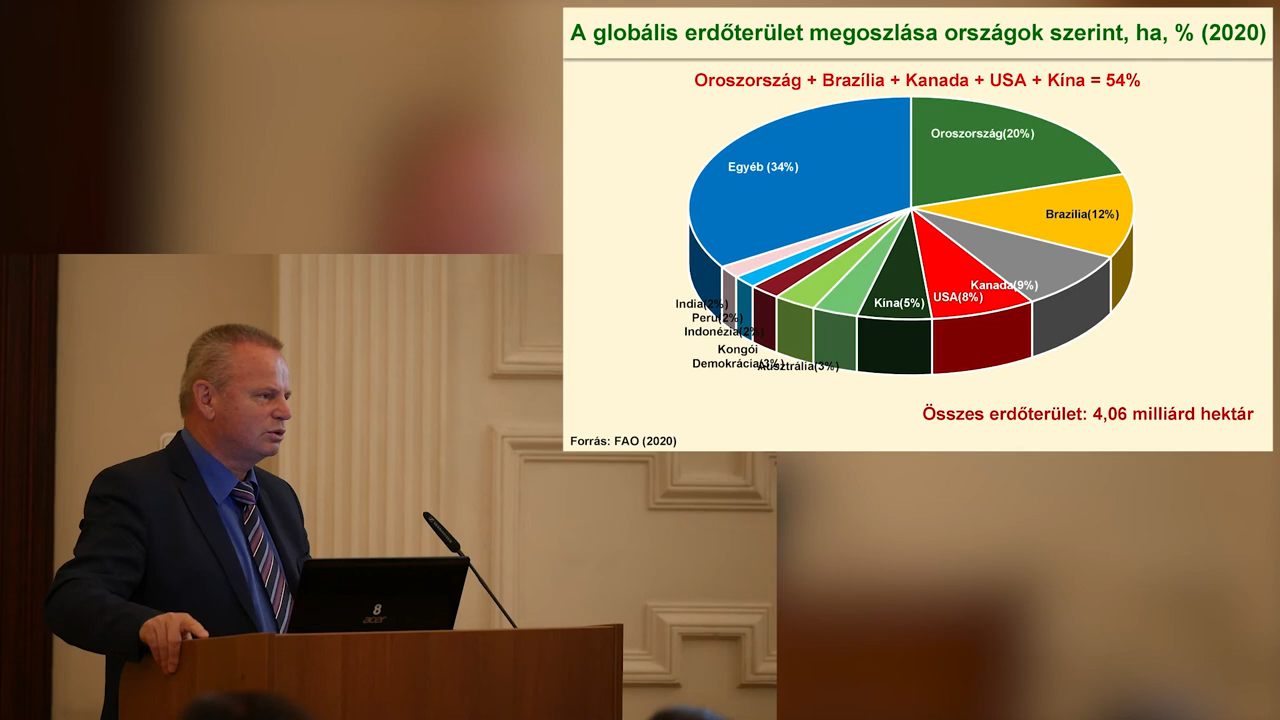 A globális erdőterület megoszlása országok szerint, ha, % (2020)
Oroszország + Brazília + Kanada + USA + Kína = 54%
Oroszország(20%)
Egyéb (34%)
Brazília(12%)
Kanada(9%)
USA(8%)
Kína(5%)
India(2%)
Peru(2%)
Indonézia(2%)
Kongói
Demokrácia(3%)
Ausztrália(3%)
Összes erdőterület: 4,06 milliárd hektár
Forrás: FAO (2020)
8
acer